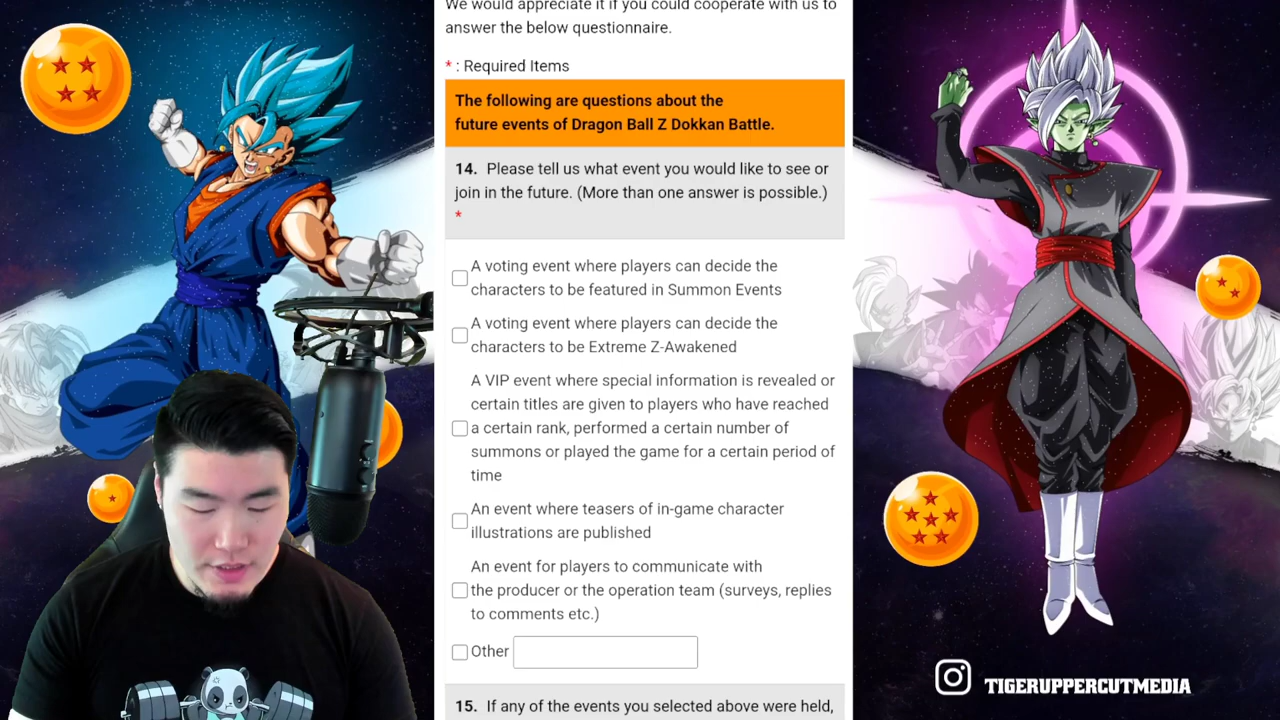 We would appreciate it if you could cooperate with us to
answer the below questionnaire.
* : Required Items
The following are questions about the
future events of Dragon Ball Z Dokkan Battle.
14. Please tell us what event you would like to see or
join in the future. (More than one answer is possible.)
*
A voting event where players can decide the
characters to be featured in Summon Events
A voting event where players can decide the
characters to be Extreme Z-Awakened
A VIP event where special information is revealed or
certain titles are given to players who have reached
a certain rank, performed a certain number of
summons or played the game for a certain period of
time
An event where teasers of in-game character
illustrations are published
An event for players to communicate with
the producer or the operation team (surveys, replies
to comments etc.)
Other
15. If any of the events you selected above were held,
TIGERUPPERCUTMEDIA